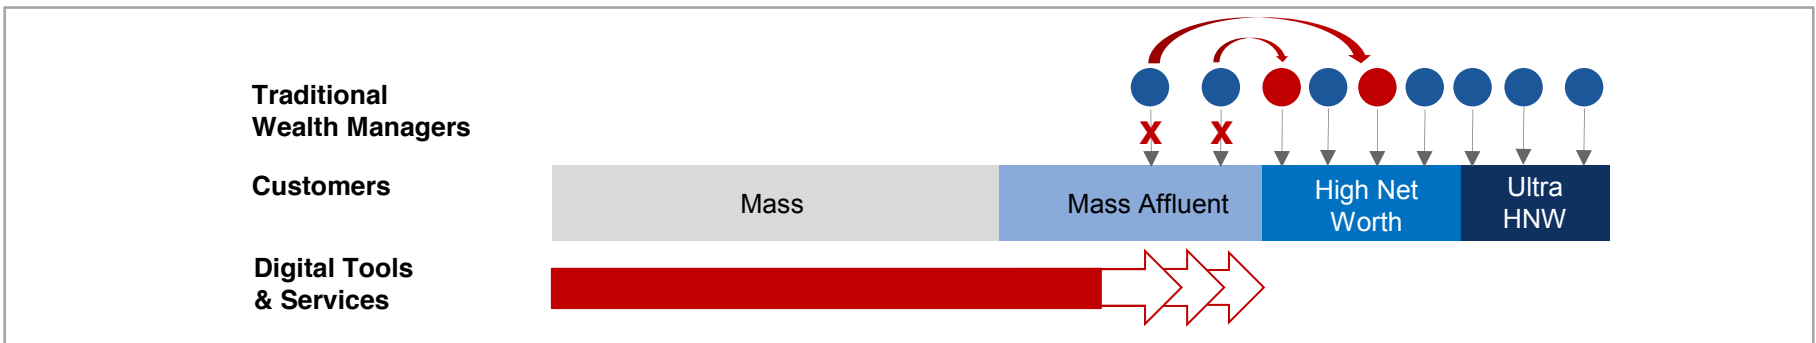 Traditional
Wealth Managers
X X
Customers
Mass
Mass Affluent
High Net
Worth
Ultra
HNW
Digital Tools
& Services